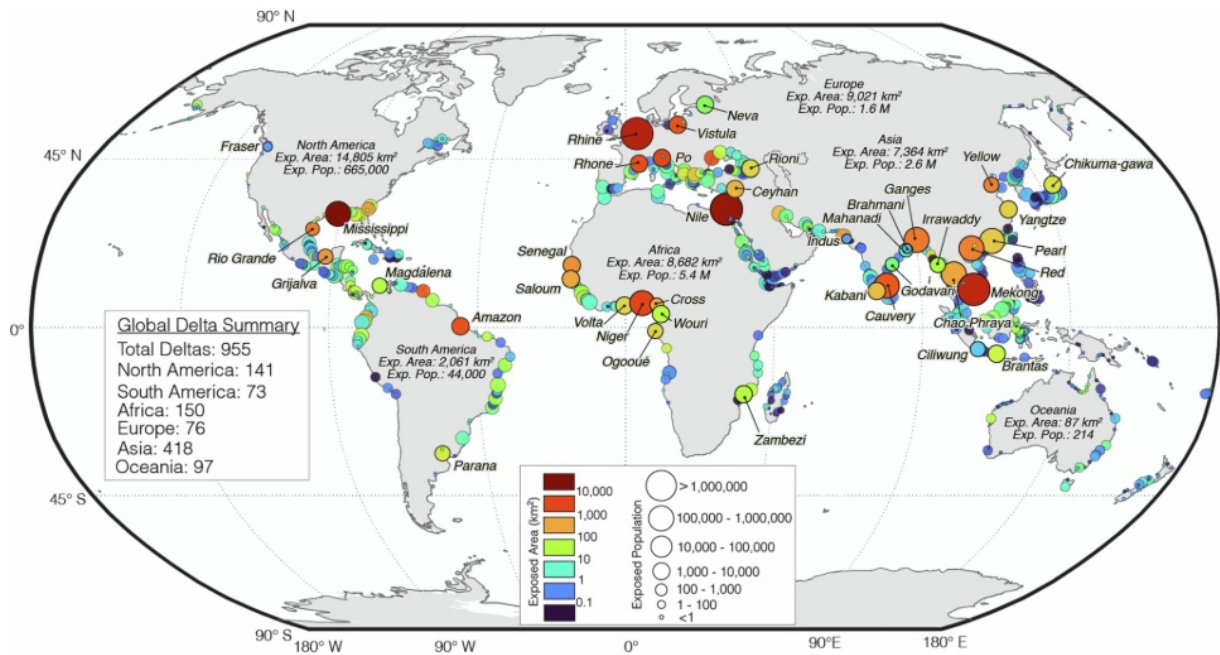 90° N
45° N
0°
45° S
90° S
180° W
90° W
0°
90°E
180° E
North America
Exp. Area: 14,805 km²
Exp. Pop.: 665,000
Europe
Exp. Area: 9,021 km²
Exp. Pop.: 1.6 M
Asia
Exp. Area: 7,364 km²
Exp. Pop.: 2.6 M
Africa
Exp. Area: 8,682 km²
Exp. Pop.: 5.4 M
South America
Exp. Area: 2,061 km²
Exp. Pop.: 44,000
Oceania
Exp. Area: 87 km²
Exp. Pop.: 214
Fraser
Mississippi
Rio Grande
Grijalva
Magdalena
Amazon
Parana
Neva
Rhine
Vistula
Rhone
Po
Rioni
Ceyhan
Nile
Senegal
Saloum
Volta
Niger
Cross
Wouri
Ogooué
Zambezi
Yellow
Chikuma-gawa
Ganges
Brahmani
Mahanadi
Irrawaddy
Yangtze
Indus
Pearl
Red
Kabani
Godavari
Mekong
Cauvery
Chao Phraya
Ciliwung
Brantas
Global Delta Summary
Total Deltas: 955
North America: 141
South America: 73
Africa: 150
Europe: 76
Asia: 418
Oceania: 97
Exposed Area (km²)
10,000
1,000
100
10
1
0.1
Exposed Population
> 1,000,000
100,000 - 1,000,000
10,000 - 100,000
1,000 - 10,000
100 - 1,000
1 - 100
<1